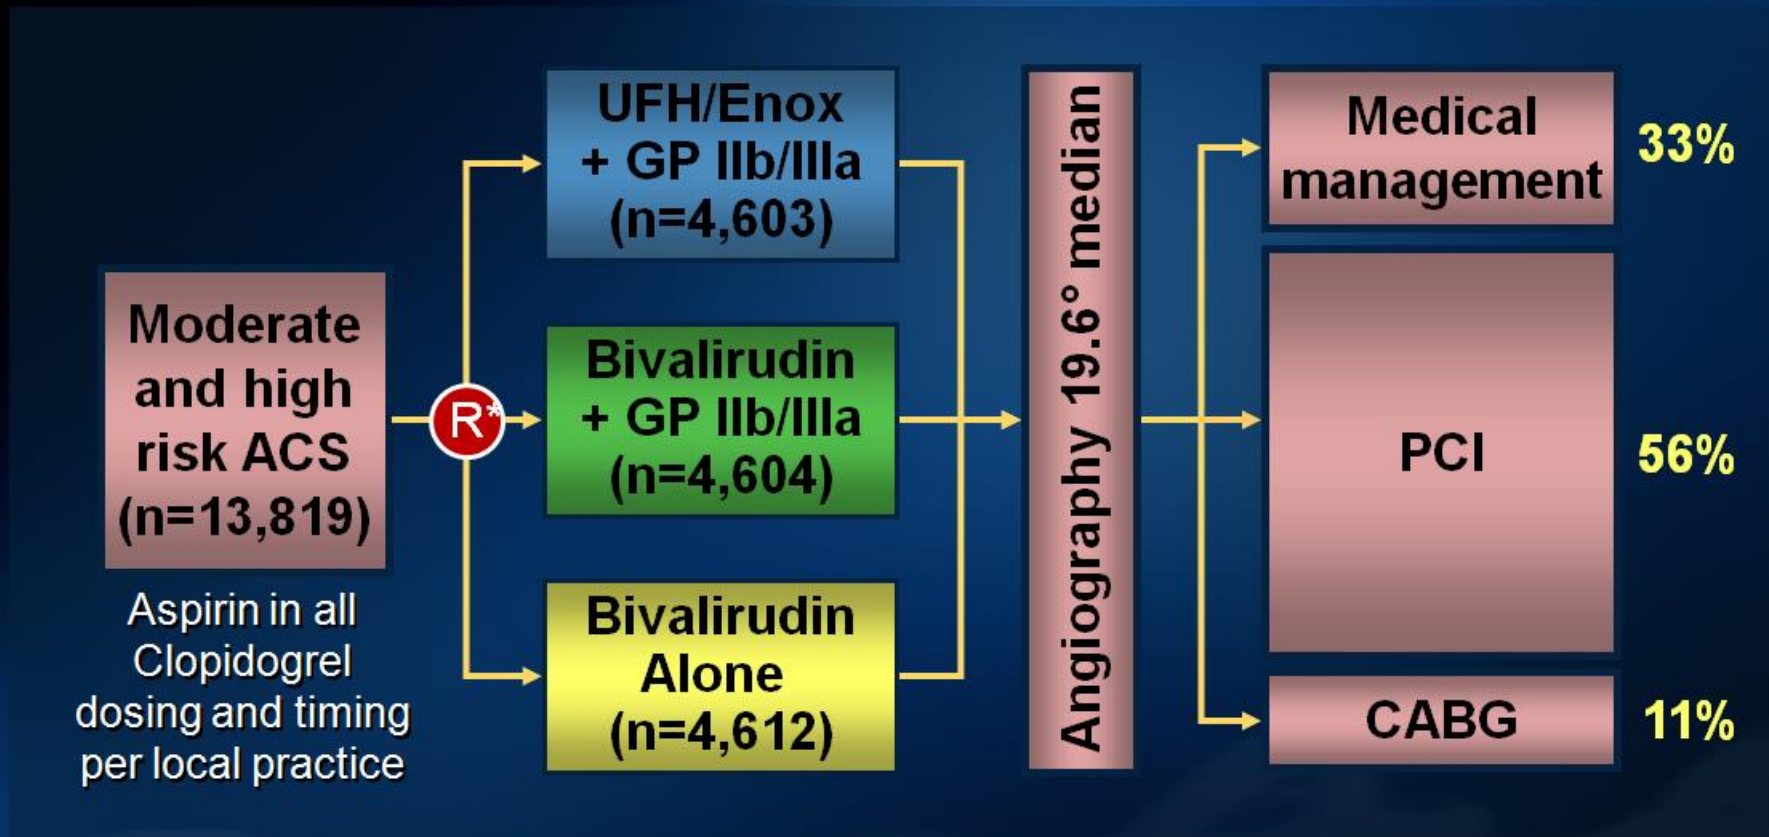 Moderate
and high
risk ACS
(n=13,819)
Aspirin in all
Clopidogrel
dosing and timing
per local practice
R*
UFH/Enox
+ GP IIb/IIIa
(n=4,603)
Bivalirudin
+ GP IIb/IIIa
(n=4,604)
Bivalirudin
Alone
(n=4,612)
Angiography 19.6° median
Medical
management
33%
PCI
56%
CABG
11%